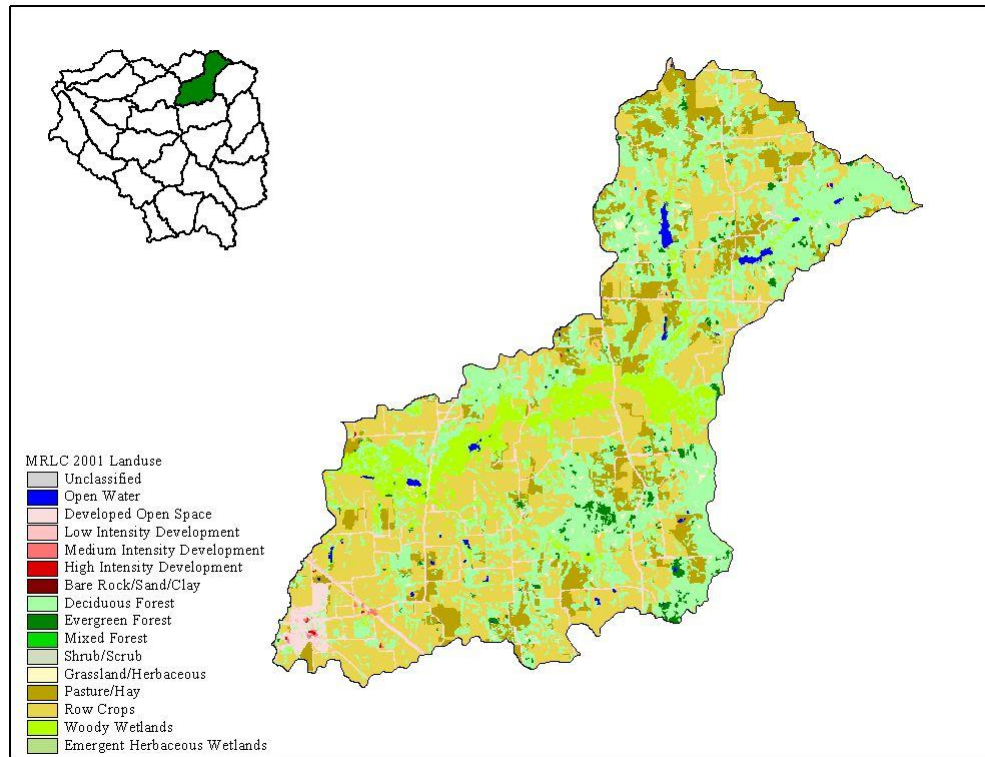 MRLC 2001 Landuse
Unclassified
Open Water
Developed Open Space
Low Intensity Development
Medium Intensity Development
High Intensity Development
Bare Rock/Sand/Clay
Deciduous Forest
Evergreen Forest
Mixed Forest
Shrub/Scrub
Grassland/Herbaceous
Pasture/Hay
Row Crops
Woody Wetlands
Emergent Herbaceous Wetlands